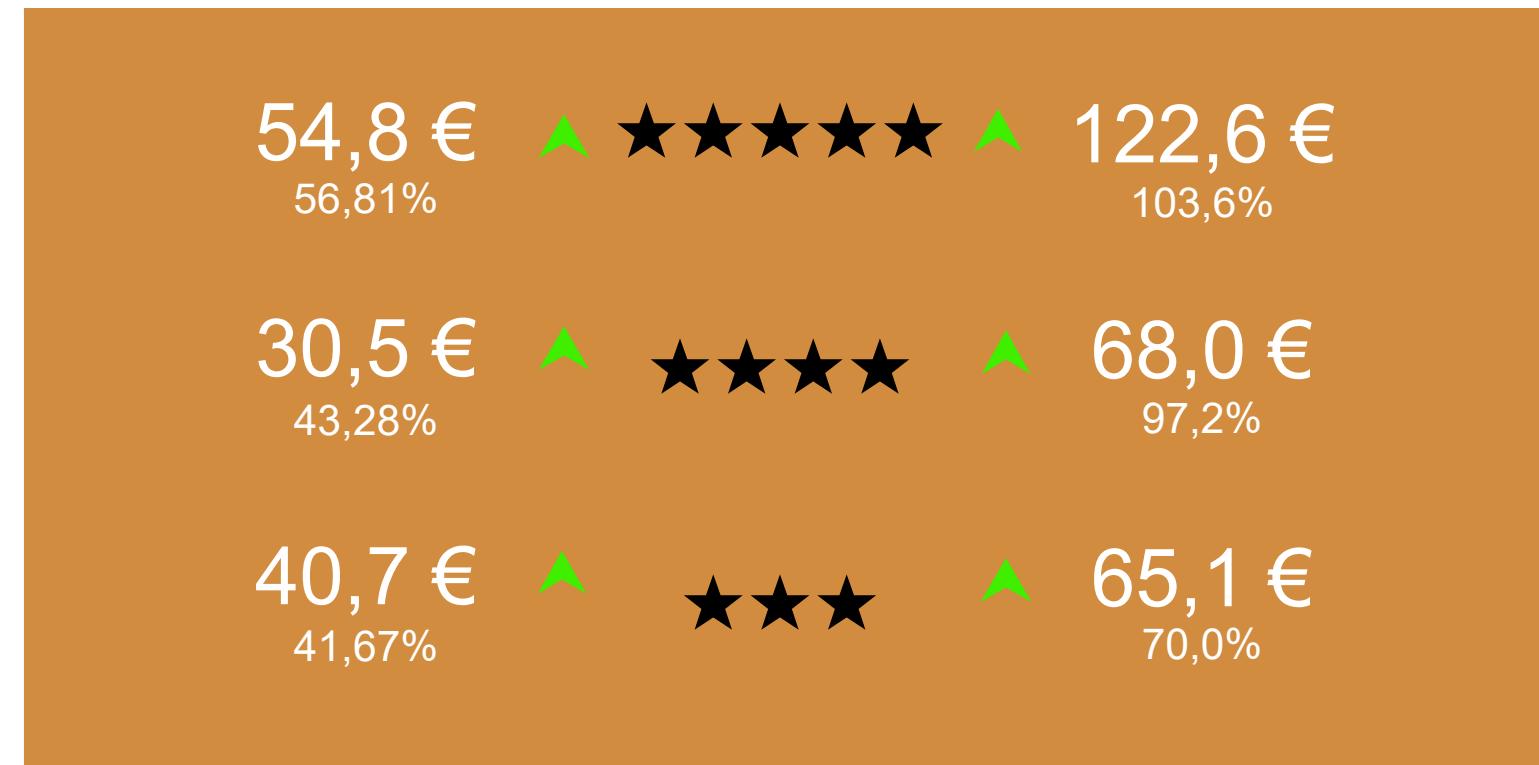 54,8 € ★★★★★ 122,6 €
56,81% 103,6%
30,5 € ★★★★ 68,0 €
43,28% 97,2%
40,7 € ★★★ 65,1 €
41,67% 70,0%